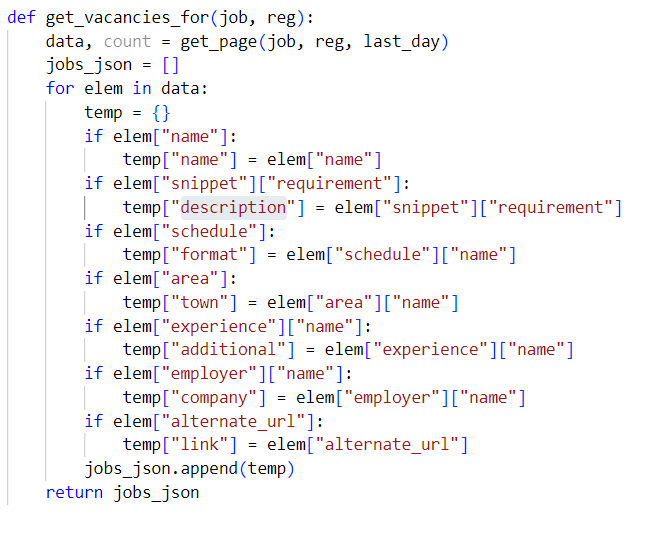 def get_vacancies_for(job, reg):
    data, count = get_page(job, reg, last_day)
    jobs_json = []
    for elem in data:
        temp = {}
        if elem["name"]:
            temp["name"] = elem["name"]
        if elem["snippet"]["requirement"]:
            temp["description"] = elem["snippet"]["requirement"]
        if elem["schedule"]:
            temp["format"] = elem["schedule"]["name"]
        if elem["area"]:
            temp["town"] = elem["area"]["name"]
        if elem["experience"]["name"]:
            temp["additional"] = elem["experience"]["name"]
        if elem["employer"]["name"]:
            temp["company"] = elem["employer"]["name"]
        if elem["alternate_url"]:
            temp["link"] = elem["alternate_url"]
        jobs_json.append(temp)
    return jobs_json